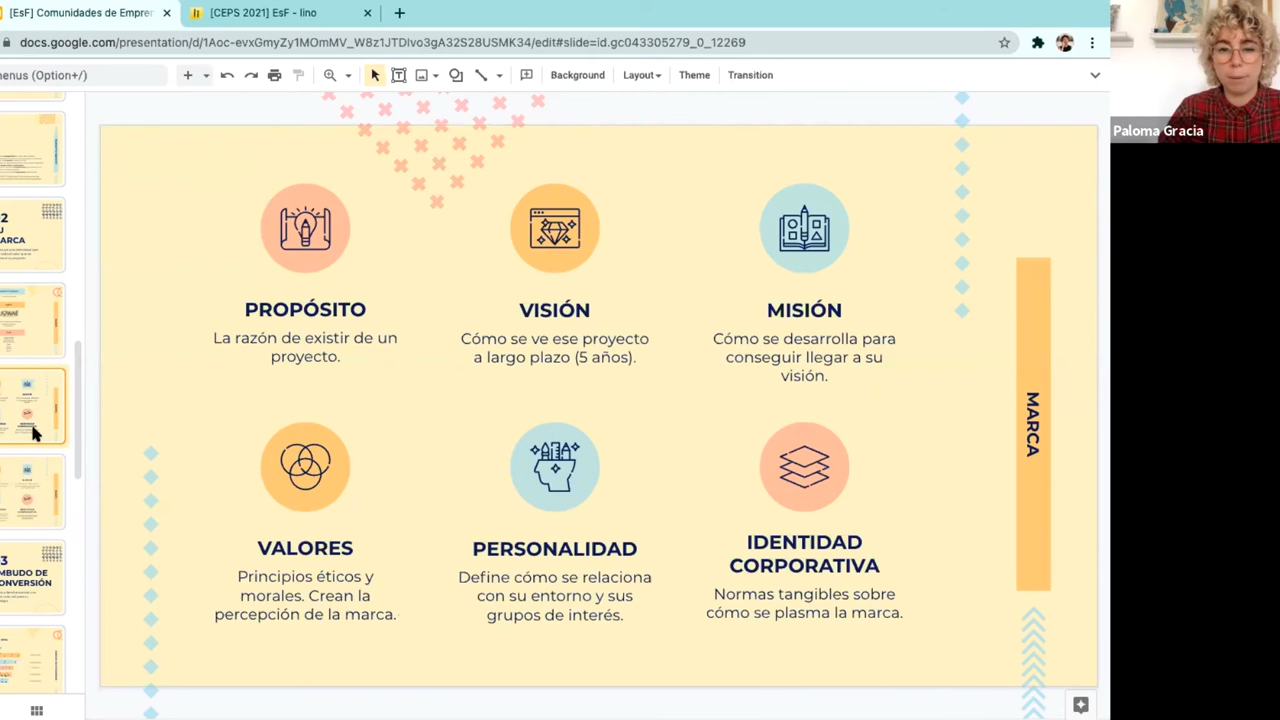 [EsF] Comunidades de Empren
[CEPS 2021] EsF - lino
docs.google.com/presentation/d/1Aoc-evxGmyZy1MOmMV_W8z1JTDlvo3gA32S28USMK34/edit#slide=id.gc043305279_0_12269
(Option+/)
Background
Layout
Theme
Transition
Paloma Gracia
PROPÓSITO
La razón de existir de un
proyecto.
VISIÓN
Cómo se ve ese proyecto
a largo plazo (5 años).
MISIÓN
Cómo se desarrolla para
conseguir llegar a su
visión.
VALORES
Principios éticos y
morales. Crean la
percepción de la marca.
PERSONALIDAD
Define cómo se relaciona
con su entorno y sus
grupos de interés.
IDENTIDAD
CORPORATIVA
Normas tangibles sobre
cómo se plasma la marca.
MARCA